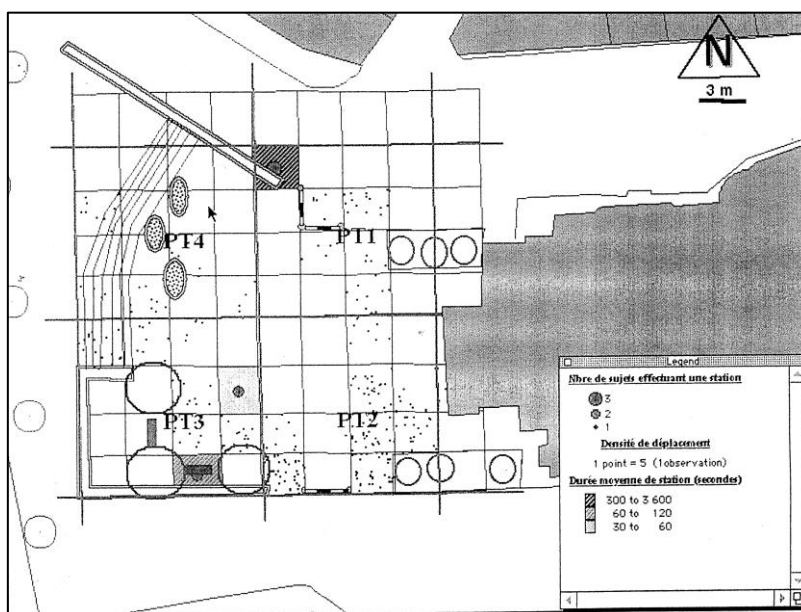 N
3 m
PT4
PT1
PT3
PT2
Legend
Nbre de sujets effectuant une station
3
2
1
Densité de déplacement
1 point = 5 (1observation)
Durée moyenne de station (secondes)
300 to 3 600
60 to 120
30 to 60